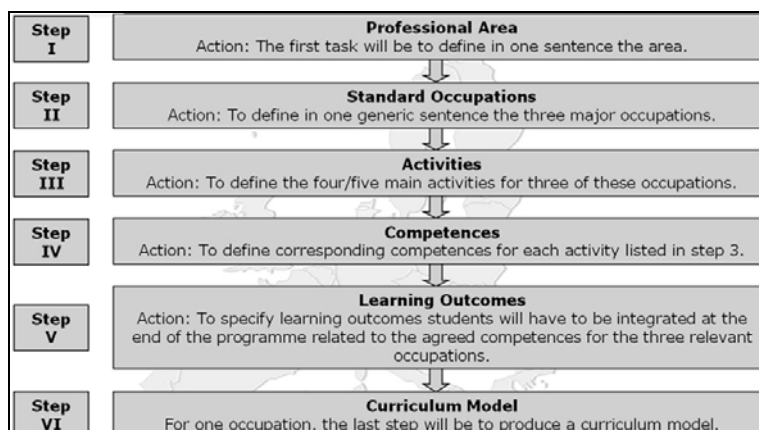 Step
I
Professional Area
Action: The first task will be to define in one sentence the area.
Step
II
Standard Occupations
Action: To define in one generic sentence the three major occupations.
Step
III
Activities
Action: To define the four/five main activities for three of these occupations.
Step
IV
Competences
Action: To define corresponding competences for each activity listed in step 3.
Step
V
Learning Outcomes
Action: To specify learning outcomes students will have to be integrated at the
end of the programme related to the agreed competences for the three relevant
occupations.
Step
VI
Curriculum Model
For one occupation, the last step will be to produce a curriculum model.